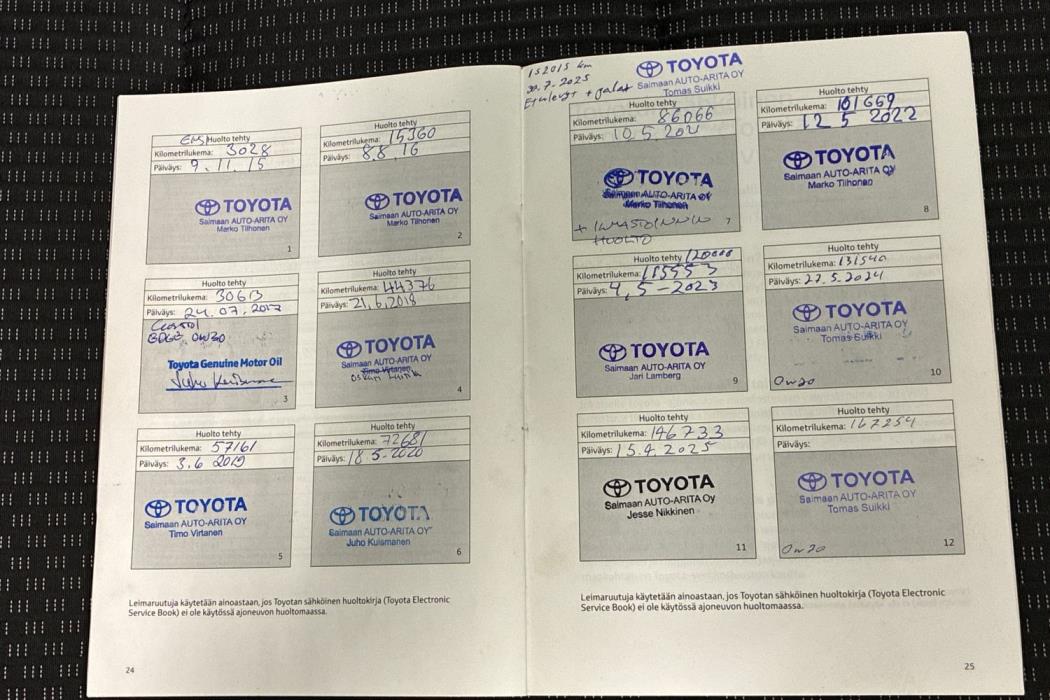 ENS Huolto tehty
Kilometrilukema: 3028
Päiväys: 9.11.15
TOYOTA
Saimaan AUTO-ARITA OY
Marko Tilhonen
1
Huolto tehty
Kilometrilukema: 15360
Päiväys: 8.8.16
TOYOTA
Saimaan AUTO-ARITA OY
Marko Tilhonen
2
Huolto tehty
Kilometrilukema: 30613
Päiväys: 24.07.2017
Castrol
EDGE 0W30
Toyota Genuine Motor Oil
3
Huolto tehty
Kilometrilukema: 44376
Päiväys: 21.6.2018
TOYOTA
Saimaan AUTO-ARITA OY
Timo Virtanen
4
Huolto tehty
Kilometrilukema: 57161
Päiväys: 3.6 2019
TOYOTA
Saimaan AUTO-ARITA OY
Timo Virtanen
5
Huolto tehty
Kilometrilukema: 72681
Päiväys: 18.5-2020
TOYOTA
Saimaan AUTO-ARITA OY
Juho Kuismanen
6
Leimaruutuja käytetään ainoastaan, jos Toyotan sähköinen huoltokirja (Toyota Electronic
Service Book) ei ole käytössä ajoneuvon huoltomaassa.
24
152015 km
30.7.2025
Etulevyt + palat
TOYOTA
Saimaan AUTO-ARITA OY
Tomas Suikki
Huolto tehty
Kilometrilukema: 86066
Päiväys: 10.5.2021
TOYOTA
Saimaan AUTO-ARITA OY
Marko Tilhonen
7
+ ILMASTOINNIN
HUOLTO
Huolto tehty
Kilometrilukema: 101669
Päiväys: 12 5 2022
TOYOTA
Saimaan AUTO-ARITA OY
Marko Tilhonen
8
Huolto tehty 120000
Kilometrilukema: 115553
Päiväys: 4.5-2023
TOYOTA
Saimaan AUTO-ARITA OY
Jari Lamberg
9
Huolto tehty
Kilometrilukema: 131540
Päiväys: 27.5.2024
TOYOTA
Saimaan AUTO-ARITA OY
Tomas Suikki
0w20
10
Huolto tehty
Kilometrilukema: 146733
Päiväys: 15.4.2025
TOYOTA
Saimaan AUTO-ARITA Oy
Jesse Nikkinen
11
Huolto tehty
Kilometrilukema: 167254
Päiväys:
TOYOTA
Saimaan AUTO-ARITA OY
Tomas Suikki
0w20
12
Leimaruutuja käytetään ainoastaan, jos Toyotan sähköinen huoltokirja (Toyota Electronic
Service Book) ei ole käytössä ajoneuvon huoltomaassa.
25